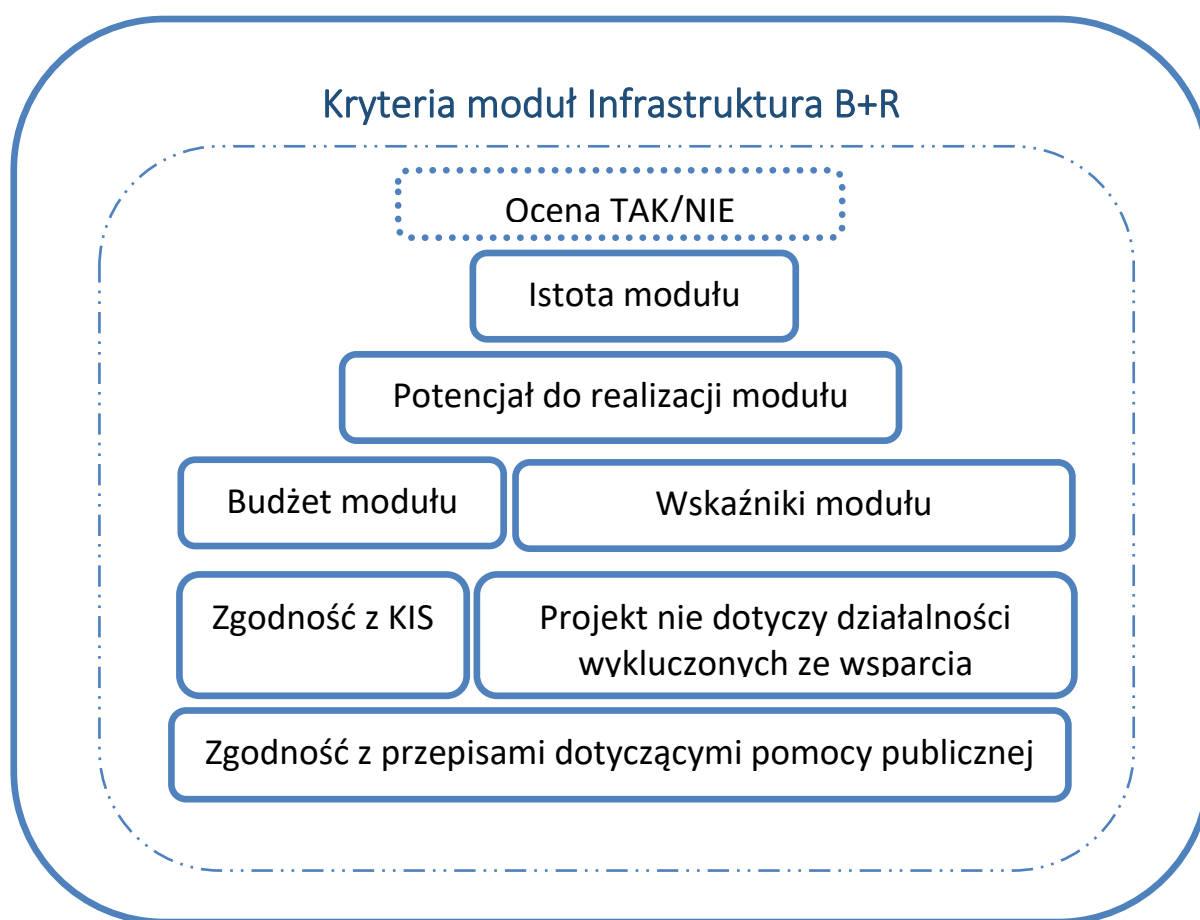 Kryteria moduł Infrastruktura B+R
Ocena TAK/NIE
Istota modułu
Potencjał do realizacji modułu
Budżet modułu
Wskaźniki modułu
Zgodność z KIS
Projekt nie dotyczy działalności
wykluczonych ze wsparcia
Zgodność z przepisami dotyczącymi pomocy publicznej